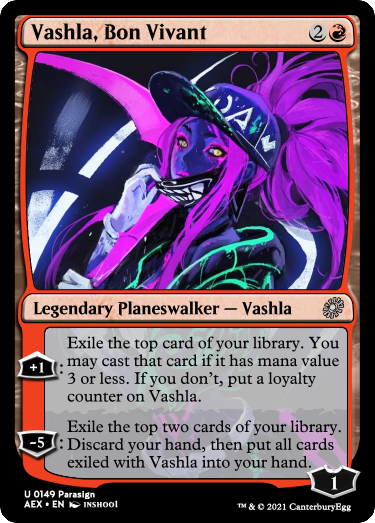 Vashla, Bon Vivant 2
Legendary Planeswalker — Vashla
+1: Exile the top card of your library. You
may cast that card if it has mana value
3 or less. If you don't, put a loyalty
counter on Vashla.
-5: Exile the top two cards of your library.
Discard your hand, then put all cards
exiled with Vashla into your hand.
1
U 0149 Parasign
AEX • EN INSHOOL
™ & © 2021 CanterburyEgg